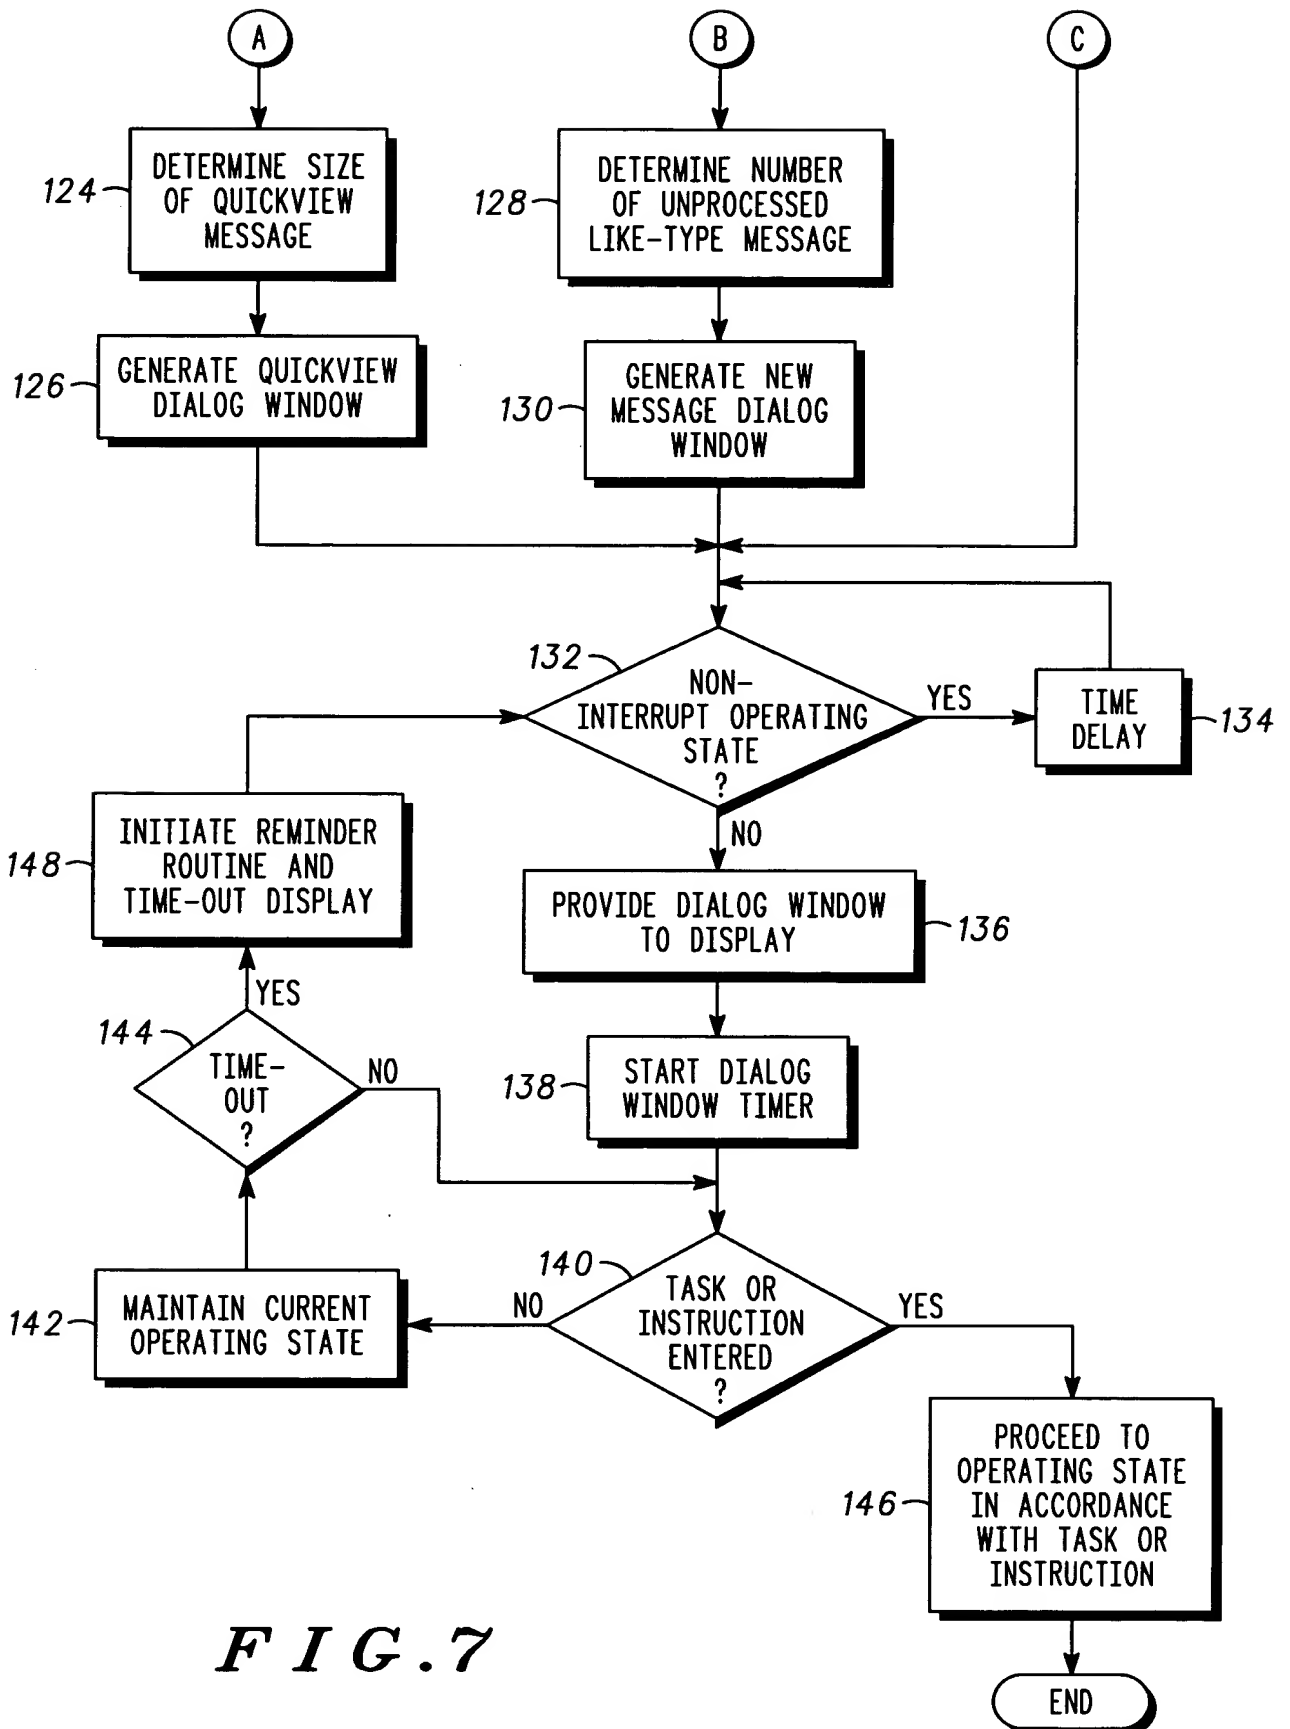 A
B
C
124
DETERMINE SIZE
OF QUICKVIEW
MESSAGE
128
DETERMINE NUMBER
OF UNPROCESSED
LIKE-TYPE MESSAGE
126
GENERATE QUICKVIEW
DIALOG WINDOW
130
GENERATE NEW
MESSAGE DIALOG
WINDOW
132
NON-
INTERRUPT OPERATING
STATE
?
YES
TIME
DELAY
134
NO
148
INITIATE REMINDER
ROUTINE AND
TIME-OUT DISPLAY
PROVIDE DIALOG WINDOW
TO DISPLAY
136
YES
144
TIME-
OUT
?
NO
138
START DIALOG
WINDOW TIMER
140
TASK OR
INSTRUCTION
ENTERED
?
NO
YES
142
MAINTAIN CURRENT
OPERATING STATE
146
PROCEED TO
OPERATING STATE
IN ACCORDANCE
WITH TASK OR
INSTRUCTION
FIG.7
END